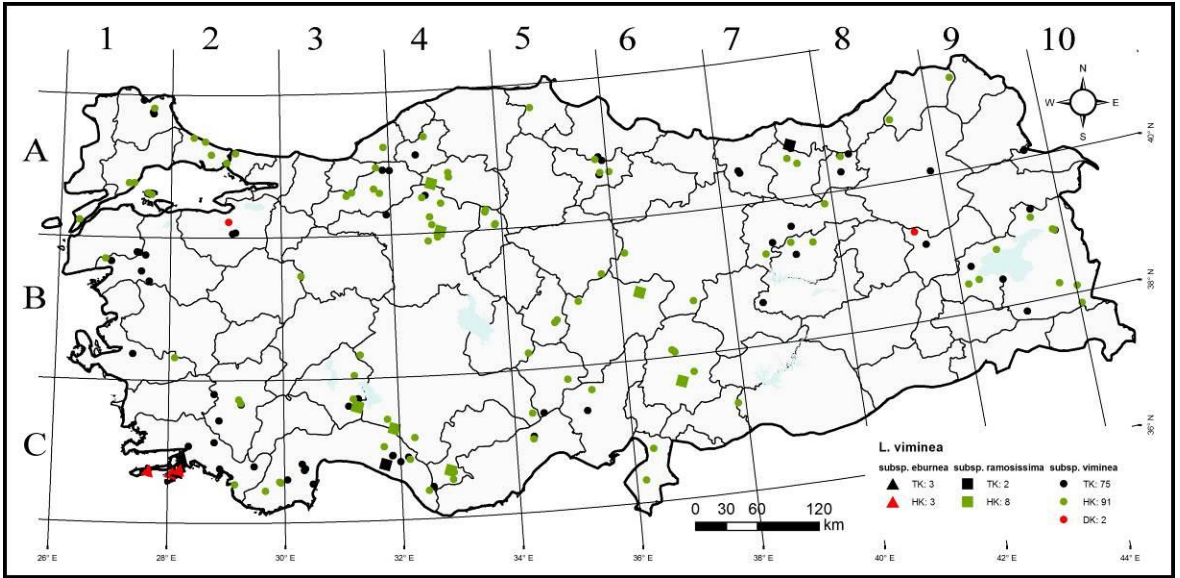 1 2 3 4 5 6 7 8 9 10
N
W E
S
A
40° N
B
38° N
C
36° N
L. viminea
subsp. eburnea subsp. ramosissima subsp. viminea
TK: 3 TK: 2 TK: 75
HK: 3 HK: 8 HK: 91
DK: 2
0 30 60 120
km
26° E 28° E 30° E 32° E 34° E 36° E 38° E 40° E 42° E 44° E